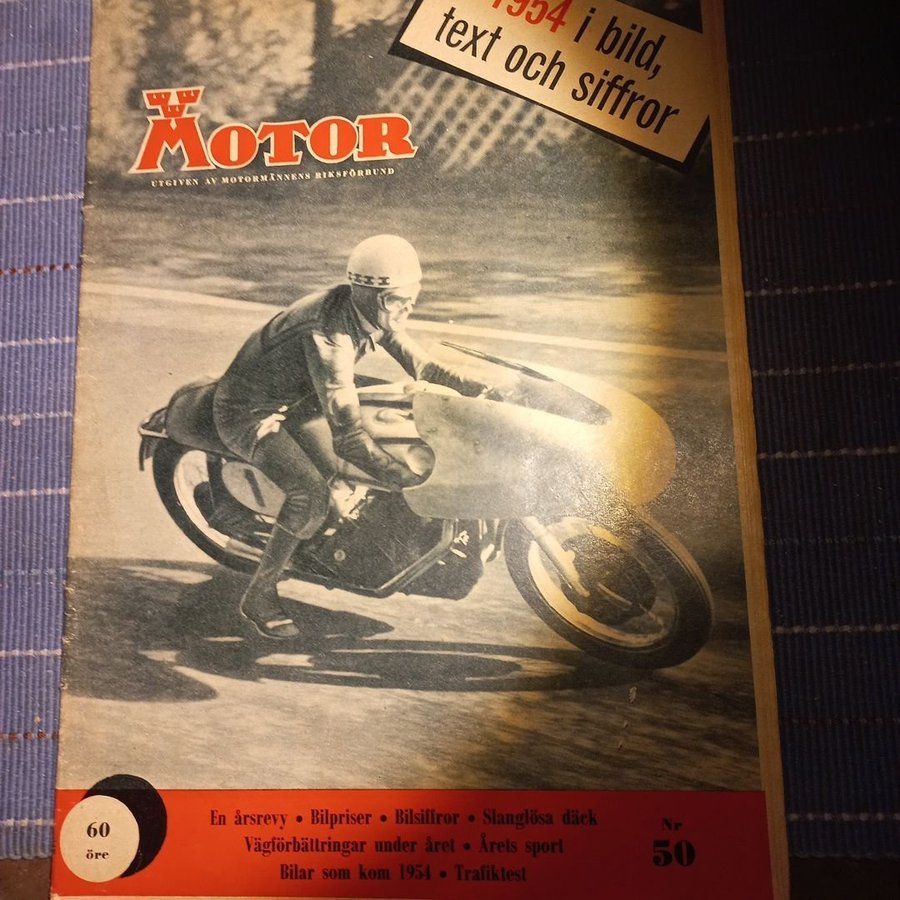 1954 i bild,
text och siffror
MOTOR
UTGIVEN AV MOTORMÄNNENS RIKSFÖRBUND
En årsrevy • Bilpriser • Bilsiffror • Slanglösa däck
Vägförbättringar under året • Årets sport
Bilar som kom 1954 • Trafiktest
60
öre
Nr
50